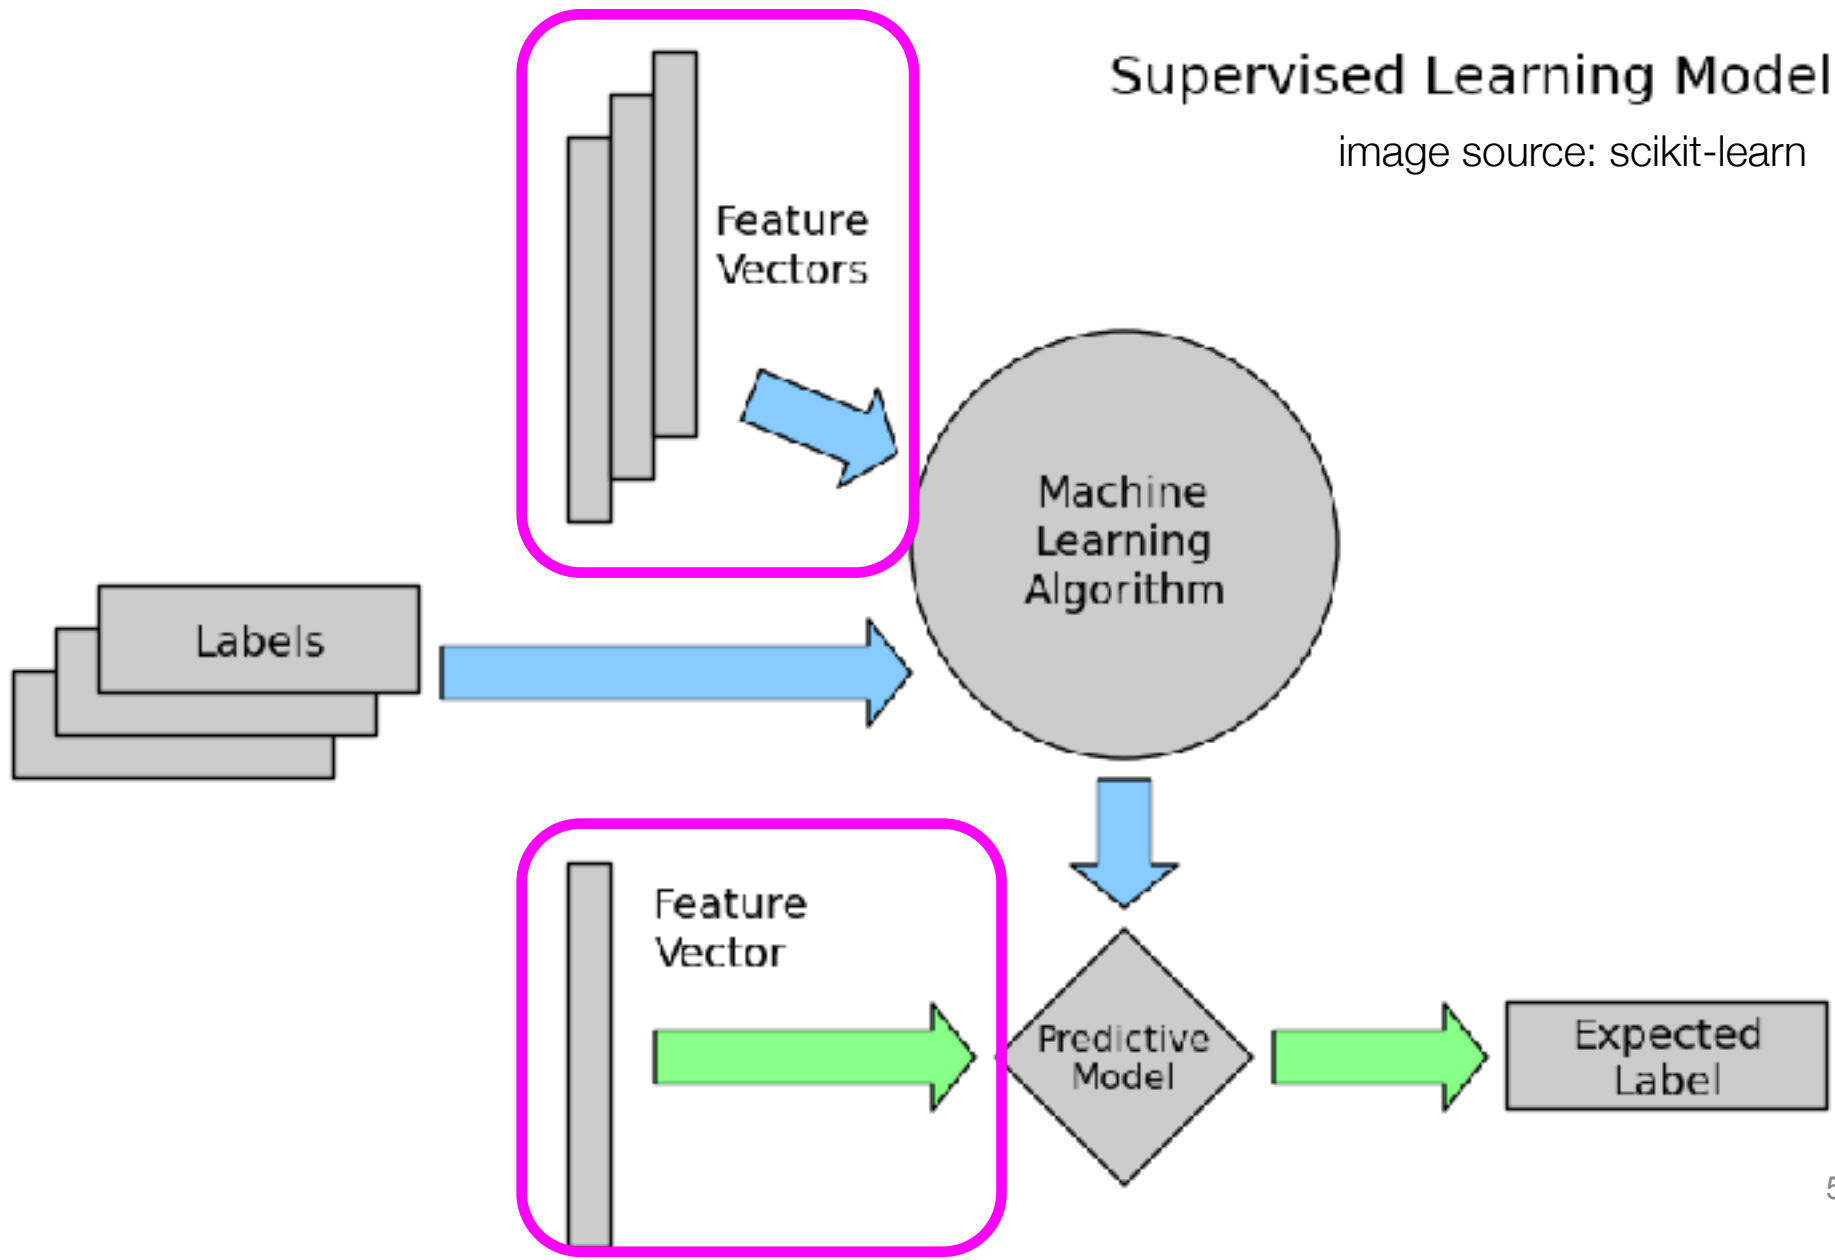 Supervised Learning Model
image source: scikit-learn
Feature
Vectors
Machine
Learning
Algorithm
Labels
Feature
Vector
Predictive
Model
Expected
Label
5